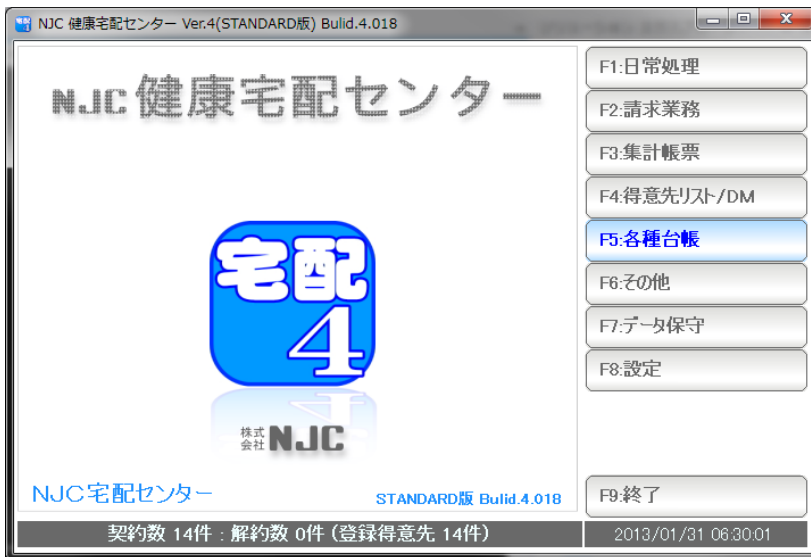 NJC 健康宅配センター Ver.4(STANDARD版) Bulid.4.018
NJC 健康宅配センター
宅配
4
株式会社 NJC
NJC宅配センター
STANDARD版 Bulid.4.018
F1:日常処理
F2:請求業務
F3:集計帳票
F4:得意先リスト/DM
F5:各種台帳
F6:その他
F7:データ保守
F8:設定
F9:終了
契約数 14件 : 解約数 0件 (登録得意先 14件)
2013/01/31 06:30:01